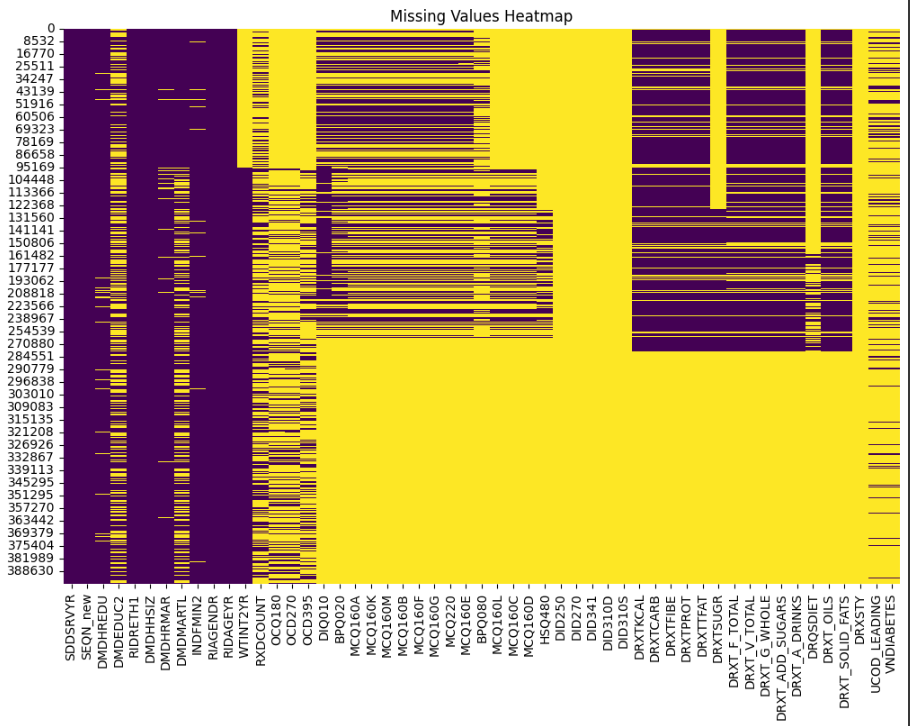 Missing Values Heatmap
0
8532
16770
25511
34247
43139
51916
60506
69323
78169
86658
95169
104448
113366
122368
131560
141141
150806
161482
177177
193062
208818
223966
238967
254539
270880
284551
290779
296838
303010
309083
315135
321208
326926
332867
339113
345295
351295
357270
363442
369379
375404
381989
388630
SDDSRVYR
SEQN_new
DMDHREDU
DMDEDUC2
RIDRETH1
DMDHHSIZ
DMDHRMAR
DMDMARTL
INDFMIN2
RIAGENDR
RIDAGEYR
WTINT2YR
RXDCOUNT
OCQ180
OCD270
OCD395
DIQ010
BPQ020
MCQ160A
MCQ160K
MCQ160M
MCQ160B
MCQ160F
MCQ160G
MCQ220
MCQ160E
BPQ080
MCQ160L
MCQ160C
MCQ160D
HSQ480
DID250
DID270
DID341
DID310D
DID310S
DRXTKCAL
DRXTCARB
DRXTFIBE
DRXTPROT
DRXTTFAT
DRXTSUGR
DRXT_F_TOTAL
DRXT_V_TOTAL
DRXT_G_WHOLE
DRXT_ADD_SUGARS
DRXT_A_DRINKS
DRQSDIET
DRXT_OILS
DRXT_SOLID_FATS
DRXSTY
UCOD_LEADING
VNDIABETES